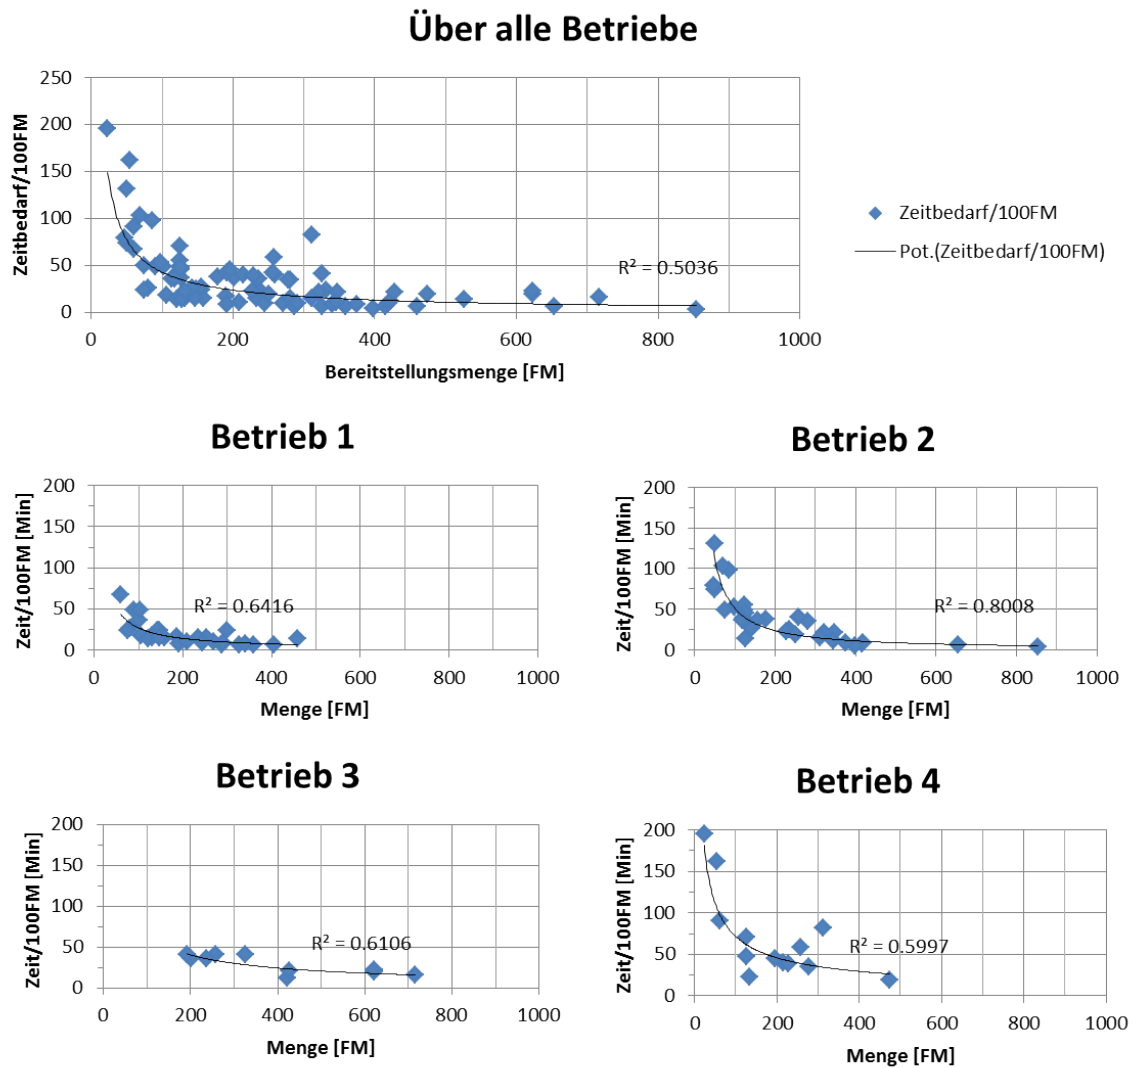 Über alle Betriebe
Zeitbedarf/100FM
250
200
150
100
50
0
R² = 0.5036
0 200 400 600 800 1000
Bereitstellungsmenge [FM]
Zeitbedarf/100FM
Pot.(Zeitbedarf/100FM)
Betrieb 1
Zeit/100FM [Min]
200
150
100
50
0
R² = 0.6416
0 200 400 600 800 1000
Menge [FM]
Betrieb 2
Zeit/100FM [Min]
200
150
100
50
0
R² = 0.8008
0 200 400 600 800 1000
Menge [FM]
Betrieb 3
Zeit/100FM [Min]
200
150
100
50
0
R² = 0.6106
0 200 400 600 800 1000
Menge [FM]
Betrieb 4
Zeit/100FM [Min]
200
150
100
50
0
R² = 0.5997
0 200 400 600 800 1000
Menge [FM]